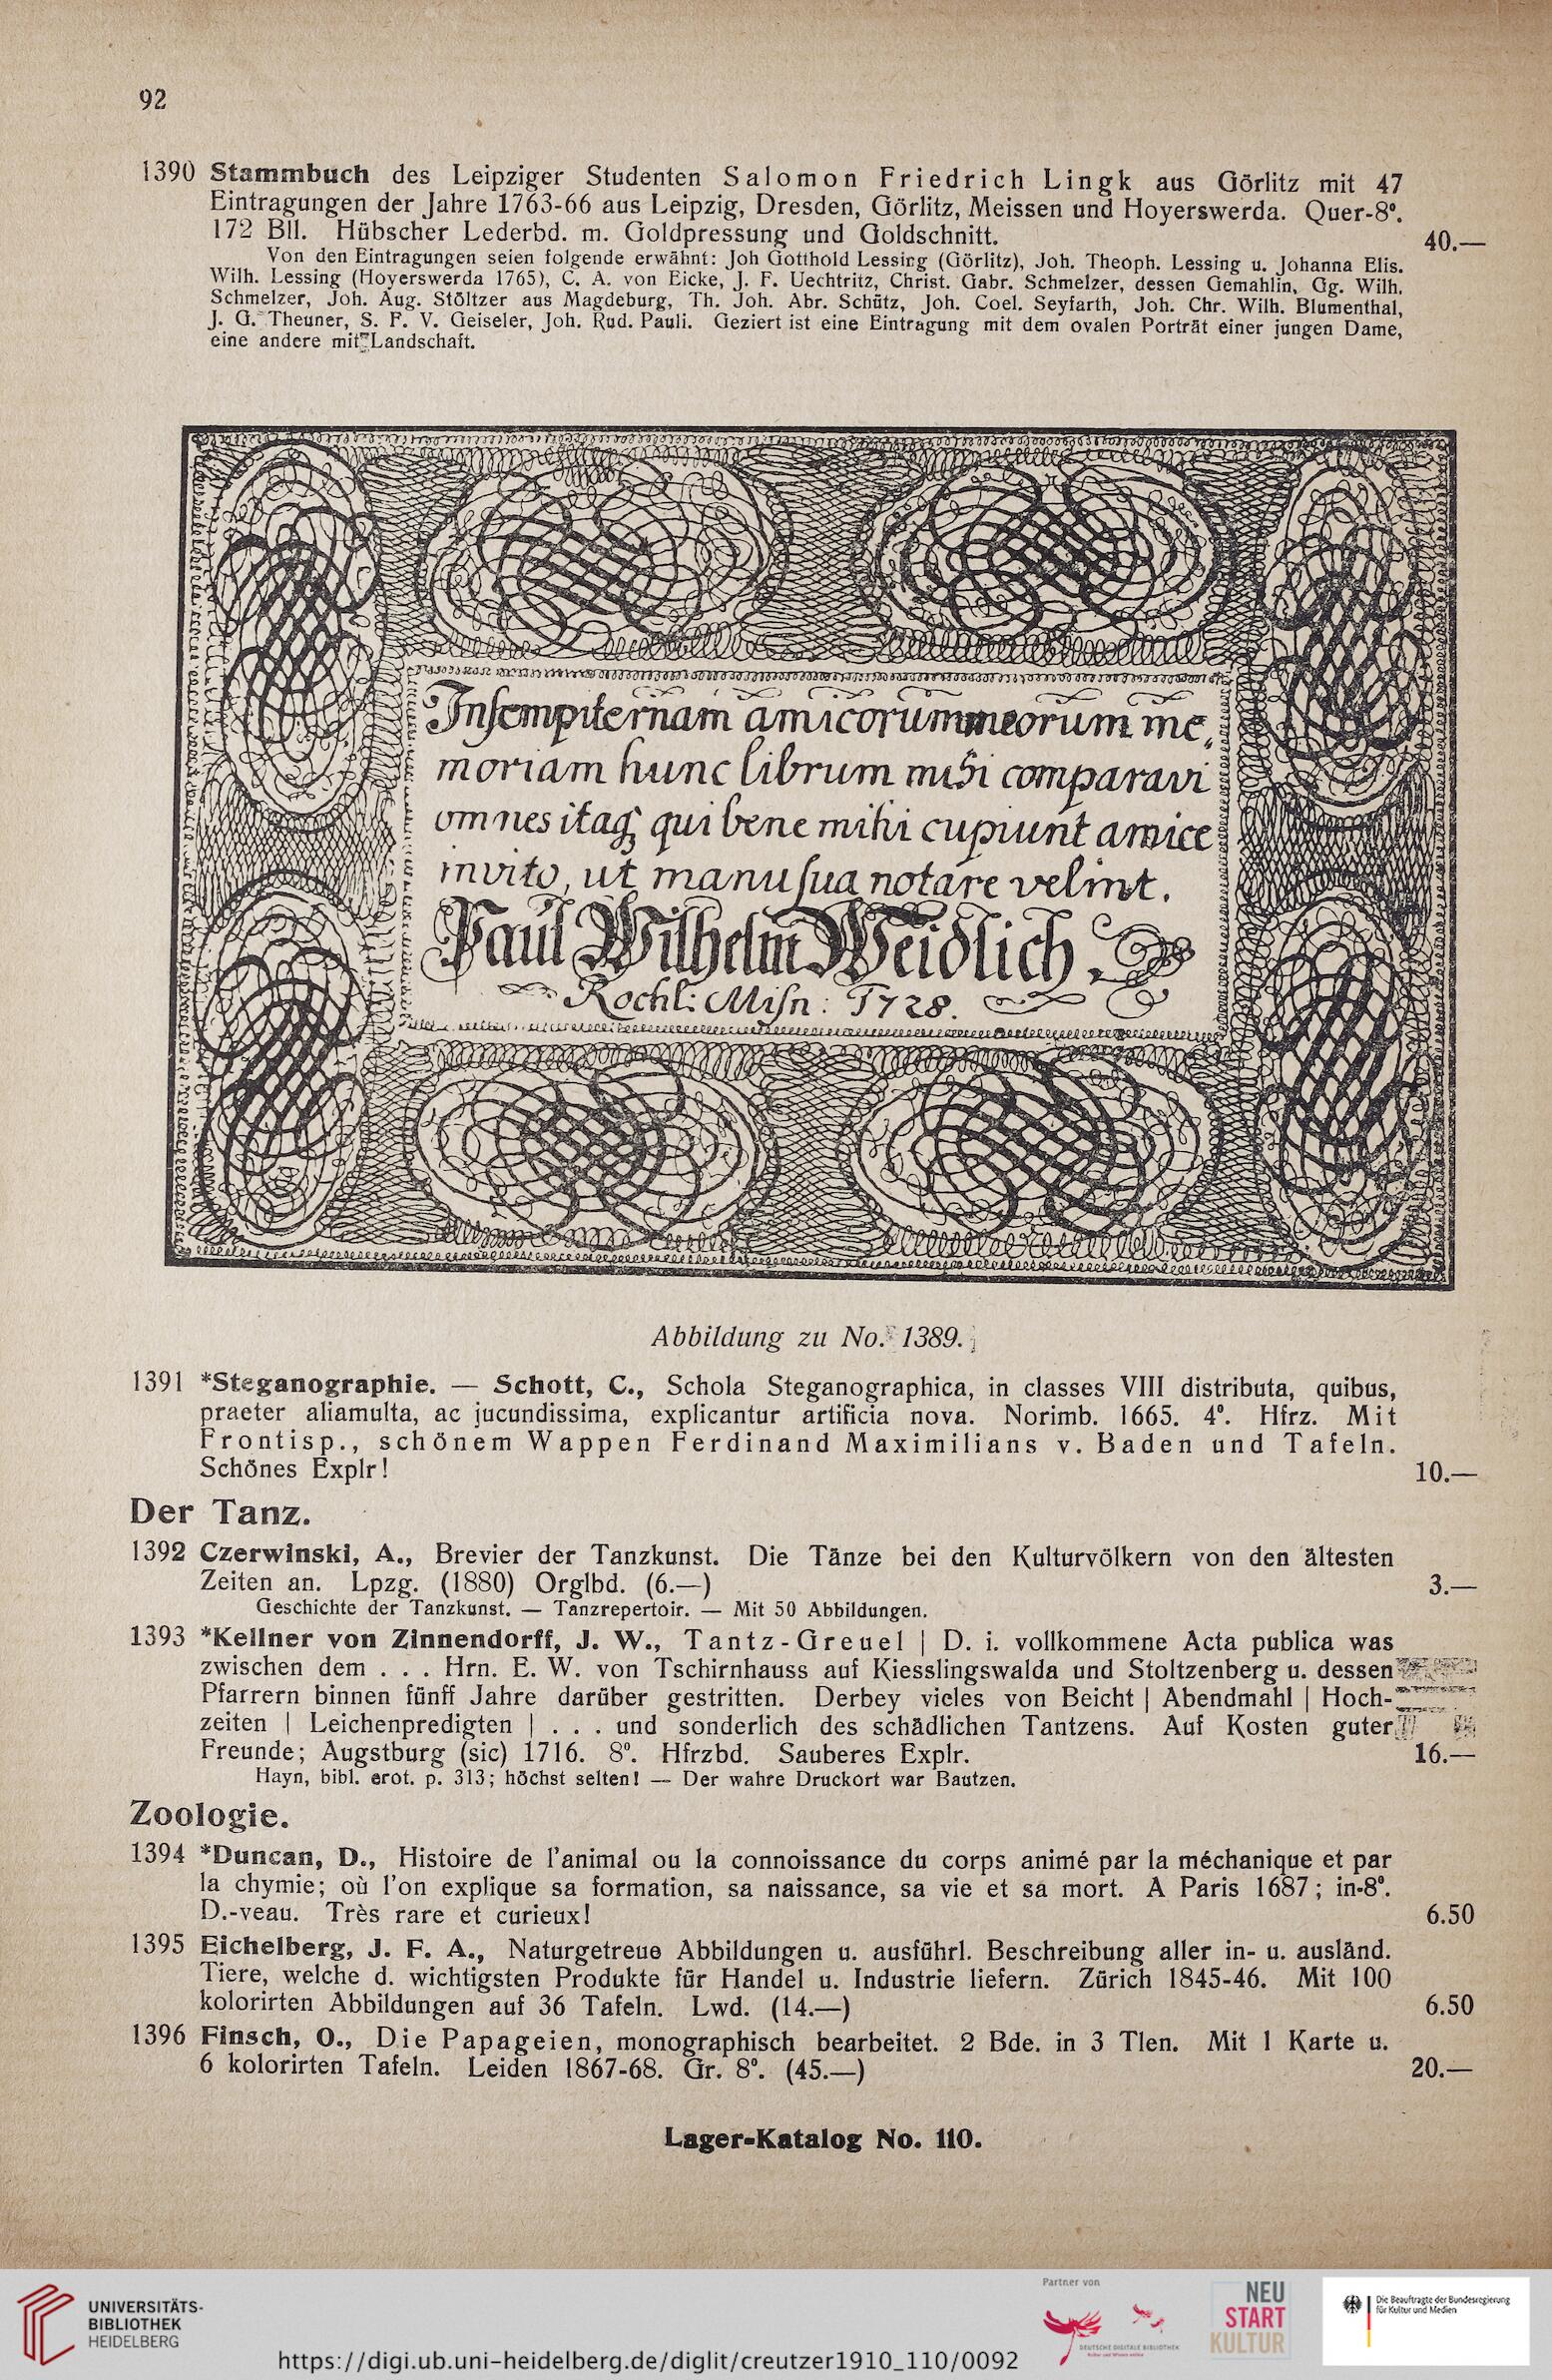 92
1390 Stammbuch des Leipziger Studenten Salomon Friedrich Lingk aus Görlitz mit 47
Eintragungen der Jahre 1763-66 aus Leipzig, Dresden, Görlitz, Meissen und Hoyerswerda. Quer-8°.
172 Bll. Hübscher Lederbd. m. Goldpressung und Goldschnitt. 40.—
Von den Eintragungen seien folgende erwähnt: Joh Gotthold Lessing (Görlitz), Joh. Theoph. Lessing u. Johanna Elis.
Wilh. Lessing (Hoyerswerda 1765), C. A. von Eicke, J. F. Uechtritz, Christ. Gabr. Schmelzer, dessen Gemahlin, Gg. Wilh.
Schmelzer, Joh. Aug. Stöltzer aus Magdeburg, Th. Joh. Abr. Schütz, Joh. Coel. Seyfarth, Joh. Chr. Wilh. Blumenthal,
J. G. Theuner, S. F. V. Geiseler, Joh. Rud. Pauli. Geziert ist eine Eintragung mit dem ovalen Porträt einer jungen Dame,
eine andere mit Landschaft.
Insempiternam amicorum meorum me,
moriam hunc librum mihi comparavi
omnes itaq; qui bene mihi cupiunt amice
invito, ut manu sua notare velint.
Paul Wilhelm Weidlich
Rochl: Misn: 1728.
Abbildung zu No. 1389.
1391 *Steganographie. — Schott, C., Schola Steganographica, in classes VIII distributa, quibus,
praeter aliamulta, ac jucundissima, explicantur artificia nova. Norimb. 1665. 4°. Hfrz. Mit
Frontisp., schönem Wappen Ferdinand Maximilians v. Baden und Tafeln.
Schönes Explr! 10.—
Der Tanz.
1392 Czerwinski, A., Brevier der Tanzkunst. Die Tänze bei den Kulturvölkern von den ältesten
Zeiten an. Lpzg. (1880) Orglbd. (6.—) 3.—
Geschichte der Tanzkunst. — Tanzrepertoir. — Mit 50 Abbildungen.
1393 *Kellner von Zinnendorff, J. W., Tantz-Greuel | D. i. vollkommene Acta publica was
zwischen dem . . . Hrn. E. W. von Tschirnhauss auf Kiesslingswalda und Stoltzenberg u. dessen
Pfarrern binnen fünff Jahre darüber gestritten. Derbey vieles von Beicht | Abendmahl | Hoch-
zeiten | Leichenpredigten | . . . und sonderlich des schädlichen Tantzens. Auf Kosten guter
Freunde; Augstburg (sic) 1716. 8°. Hfrzbd. Sauberes Explr. 16.—
Hayn, bibl. erot. p. 313; höchst selten! — Der wahre Druckort war Bautzen.
Zoologie.
1394 *Duncan, D., Histoire de l'animal ou la connoissance du corps animé par la méchanique et par
la chymie; où l'on explique sa formation, sa naissance, sa vie et sa mort. A Paris 1687; in-8°.
D.-veau. Très rare et curieux! 6.50
1395 Eichelberg, J. F. A., Naturgetreue Abbildungen u. ausführl. Beschreibung aller in- u. ausländ.
Tiere, welche d. wichtigsten Produkte für Handel u. Industrie liefern. Zürich 1845-46. Mit 100
kolorirten Abbildungen auf 36 Tafeln. Lwd. (14.—) 6.50
1396 Finsch, O., Die Papageien, monographisch bearbeitet. 2 Bde. in 3 Tlen. Mit 1 Karte u.
6 kolorirten Tafeln. Leiden 1867-68. Gr. 8°. (45.—) 20.—
Lager-Katalog No. 110.
UNIVERSITÄTS-
BIBLIOTHEK
HEIDELBERG
https://digi.ub.uni-heidelberg.de/diglit/creutzer1910_110/0092
Partner von
DEUTSCHE DIGITALE BIBLIOTHEK
Kultur und Wissen online
NEU
START
KULTUR
Die Beauftragte der Bundesregierung
für Kultur und Medien